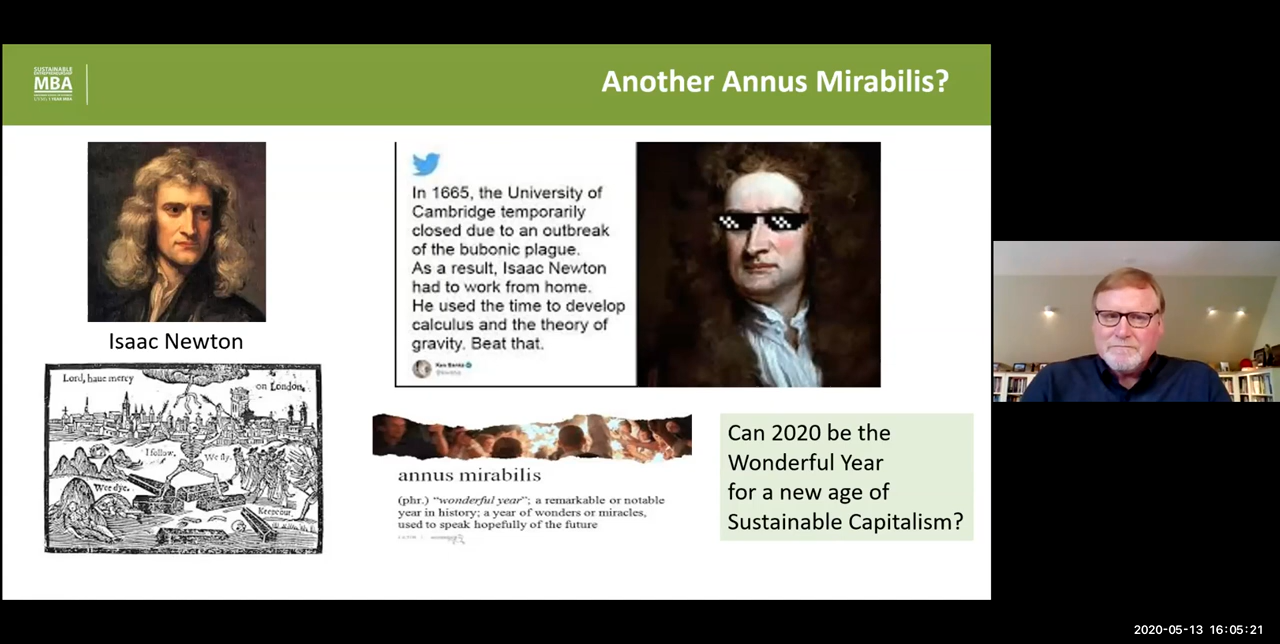 SUSTAINABLE
ENTREPRENEURSHIP
MBA
Another Annus Mirabilis?
In 1665, the University of
Cambridge temporarily
closed due to an outbreak
of the bubonic plague.
As a result, Isaac Newton
had to work from home.
He used the time to develop
calculus and the theory of
gravity. Beat that.
Isaac Newton
Lord, haue mercy
on London.
I follow.
We fly.
Wee dye.
Keepe out
annus mirabilis
(phr.) “wonderful year”; a remarkable or notable
year in history; a year of wonders or miracles,
used to speak hopefully of the future
Can 2020 be the
Wonderful Year
for a new age of
Sustainable Capitalism?
2020-05-13 16:05:21